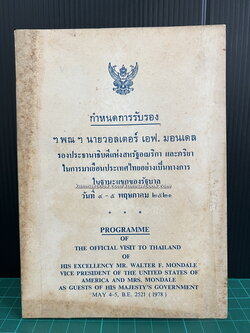 กำหนดการรับรอง
ฯพณฯ นายวอลเตอร์ เอฟ. มอนเดล
รองประธานาธิบดีแห่งสหรัฐอเมริกา และภริยา
ในการมาเยือนประเทศไทยอย่างเป็นทางการ
ในฐานะแขกของรัฐบาล
วันที่ ๔ - ๕ พฤษภาคม ๒๕๒๑
* * *
PROGRAMME
OF
THE OFFICIAL VISIT TO THAILAND
OF
HIS EXCELLENCY MR. WALTER F. MONDALE
VICE PRESIDENT OF THE UNITED STATES OF
AMERICA AND MRS. MONDALE
AS GUESTS OF HIS MAJESTY'S GOVERNMENT
MAY 4-5, B.E. 2521 (1978)